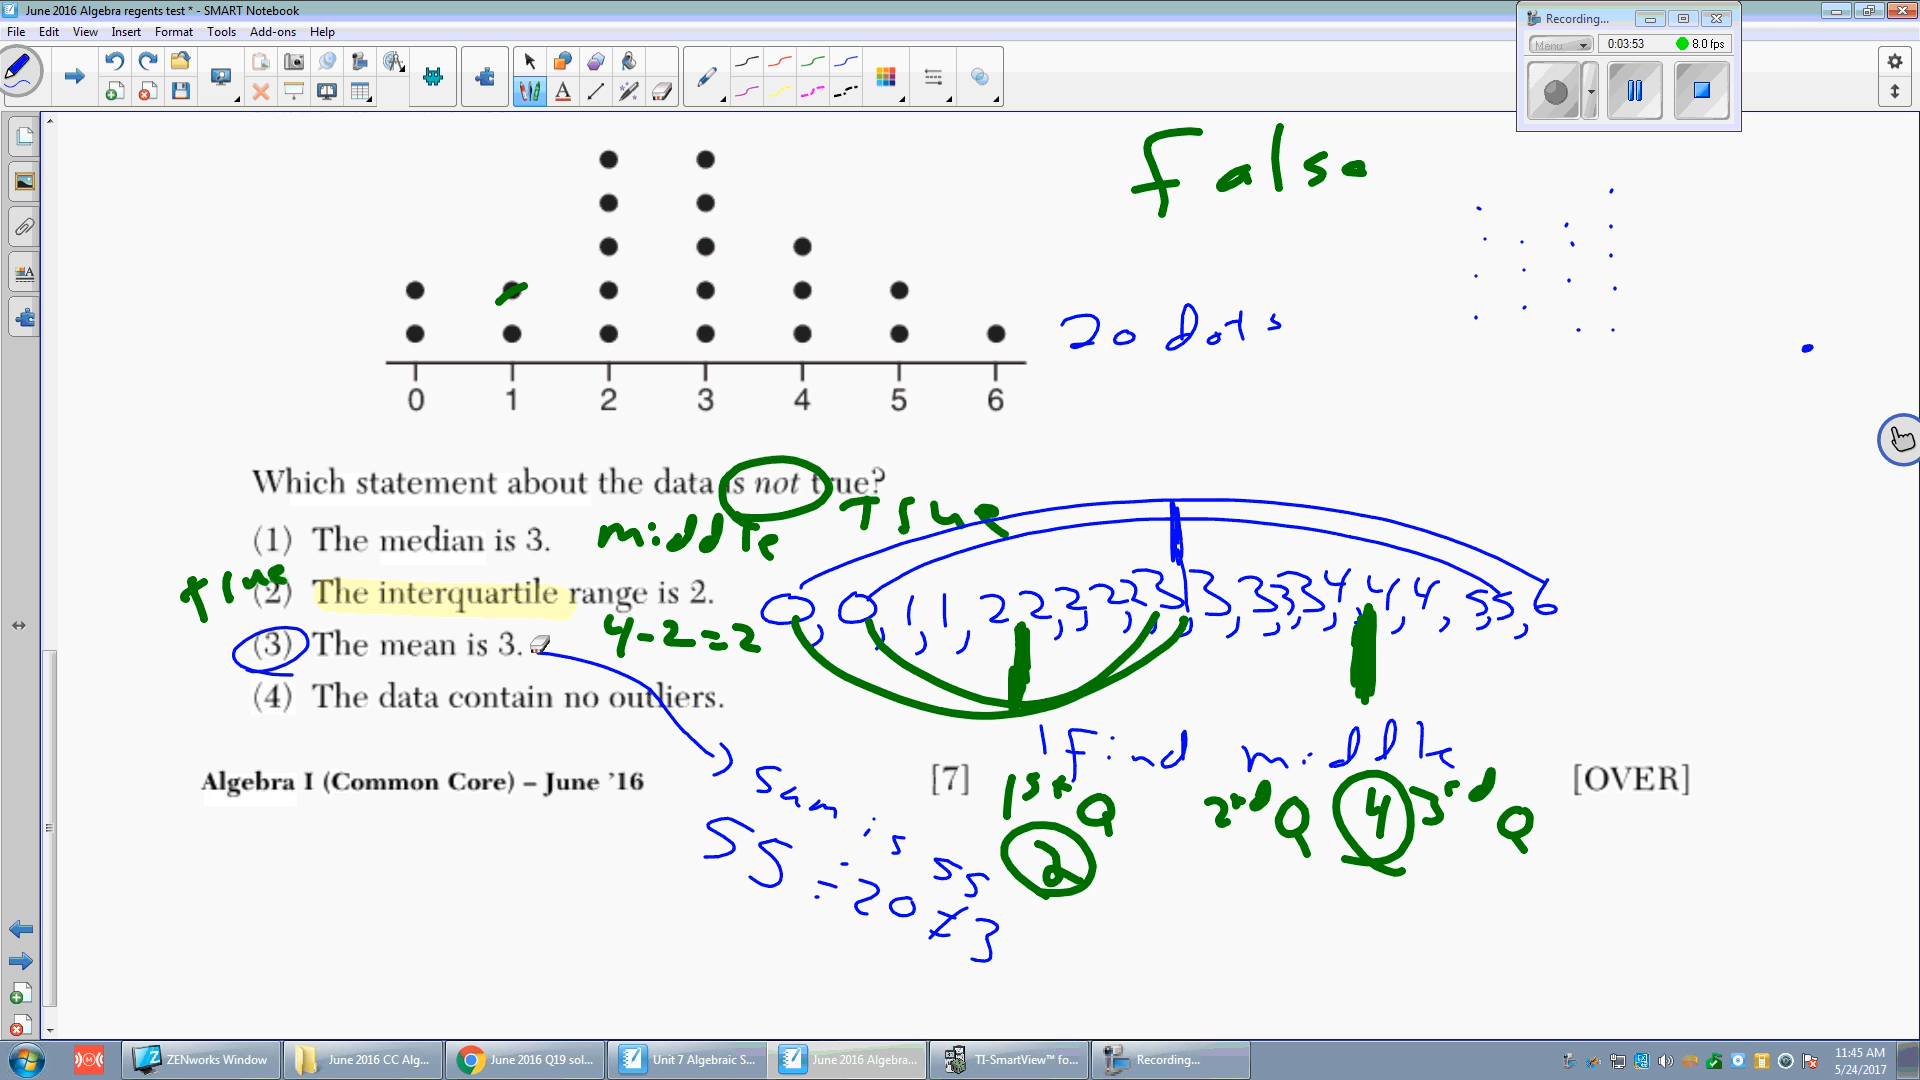 June 2016 Algebra regents test * - SMART Notebook
Recording...
File Edit View Insert Format Tools Add-ons Help
Menu 0:03:53 8.0 fps
False
20 dots
0 1 2 3 4 5 6
Which statement about the data is not true?
True
(1) The median is 3.
middle
true
(2) The interquartile range is 2.
4-2=2
0, 0, 1, 1, 2, 2, 2, 2, 2, 3, 3, 3, 3, 3, 4, 4, 4, 5, 5, 6
(3) The mean is 3.
(4) The data contain no outliers.
Find middle
Algebra I (Common Core) – June ’16 [7] [OVER]
1st Q 2nd Q 4 3rd Q
2
Sum is 55
55 ÷ 20 ≠ 3
ZENworks Window
June 2016 CC Alg...
June 2016 Q19 sol...
Unit 7 Algebraic S...
June 2016 Algebra...
TI-SmartView™ fo...
Recording...
11:45 AM
5/24/2017